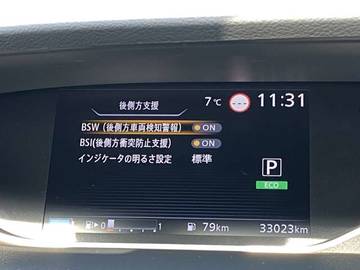 後側方支援 7℃ 11:31
BSW (後側方車両検知警報) ON
BSI(後側方衝突防止支援) ON
インジケータの明るさ設定 標準
P
ECO
0 1 79km 33023km